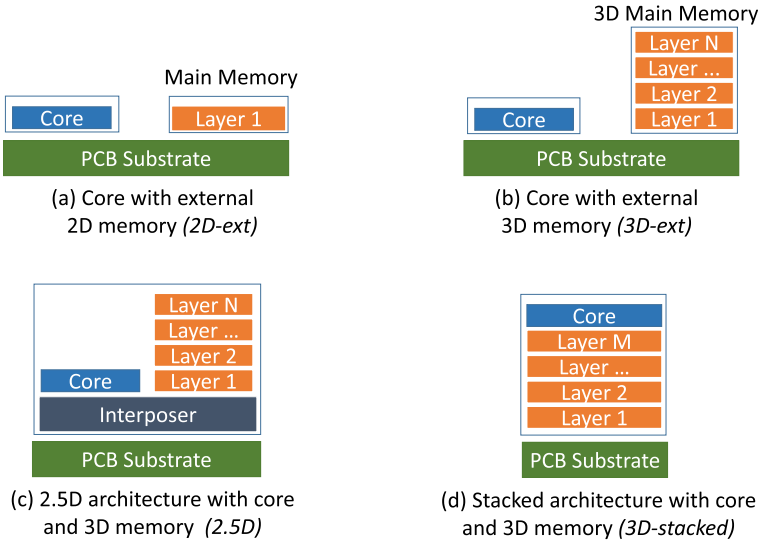 Main Memory
Core
Layer 1
PCB Substrate
(a) Core with external
2D memory (2D-ext)
3D Main Memory
Layer N
Layer ...
Layer 2
Core
Layer 1
PCB Substrate
(b) Core with external
3D memory (3D-ext)
Layer N
Layer ...
Layer 2
Core
Layer 1
Interposer
PCB Substrate
(c) 2.5D architecture with core
and 3D memory (2.5D)
Core
Layer M
Layer ...
Layer 2
Layer 1
PCB Substrate
(d) Stacked architecture with core
and 3D memory (3D-stacked)